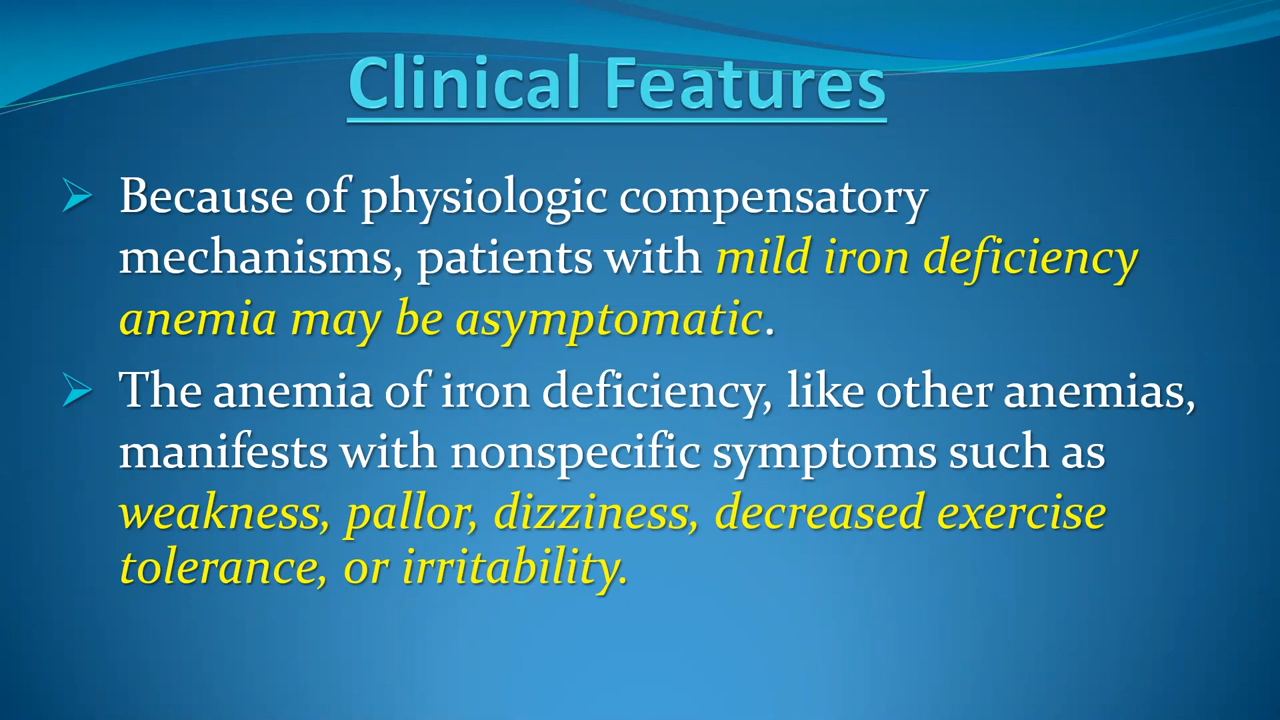 Clinical Features
Because of physiologic compensatory
mechanisms, patients with mild iron deficiency
anemia may be asymptomatic.
The anemia of iron deficiency, like other anemias,
manifests with nonspecific symptoms such as
weakness, pallor, dizziness, decreased exercise
tolerance, or irritability.